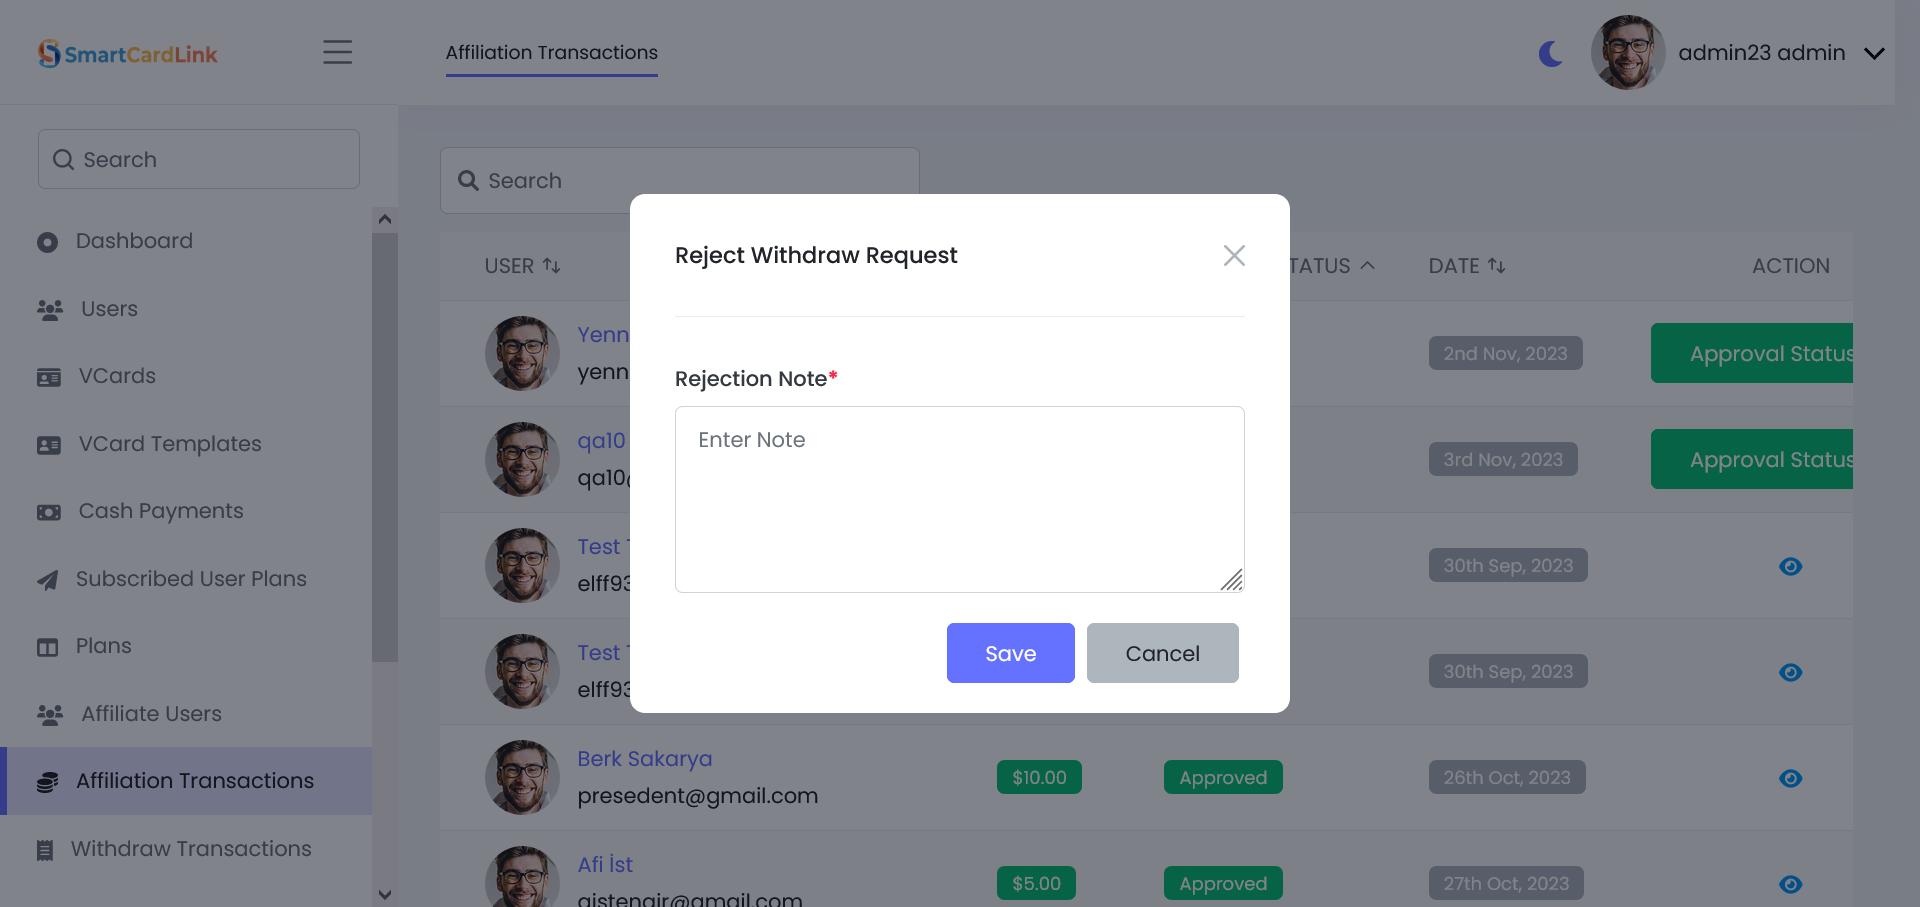 SmartCardLink
Affiliation Transactions
admin23 admin
Search
Search
Dashboard
Users
VCards
VCard Templates
Cash Payments
Subscribed User Plans
Plans
Affiliate Users
Affiliation Transactions
Withdraw Transactions
USER
TATUS
DATE
ACTION
Yenn
yenn
2nd Nov, 2023
Approval Status
qa10
qa10@
3rd Nov, 2023
Approval Status
Test T
elff93
30th Sep, 2023
Test T
elff93
30th Sep, 2023
Berk Sakarya
presedent@gmail.com
$10.00
Approved
26th Oct, 2023
Afi İst
$5.00
Approved
27th Oct, 2023
Reject Withdraw Request
Rejection Note*
Enter Note
Save
Cancel